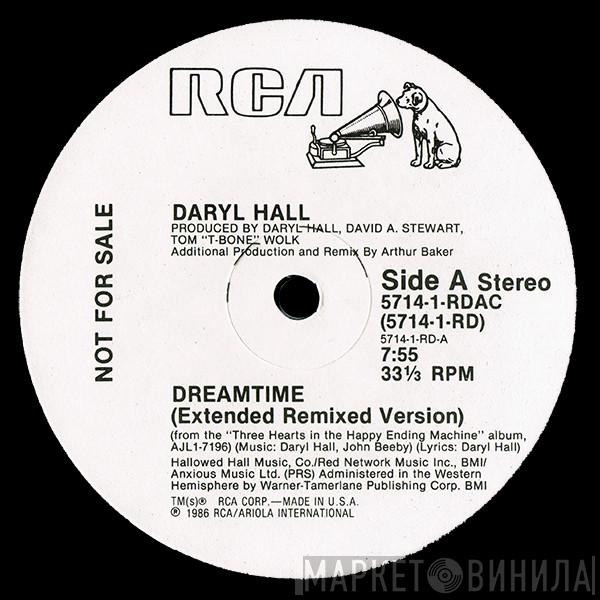 RCA
NOT FOR SALE
DARYL HALL
PRODUCED BY DARYL HALL, DAVID A. STEWART,
TOM "T-BONE" WOLK
Additional Production and Remix By Arthur Baker
Side A Stereo
5714-1-RDAC
(5714-1-RD)
5714-1-RD-A
7:55
33⅓ RPM
DREAMTIME
(Extended Remixed Version)
(from the "Three Hearts in the Happy Ending Machine" album,
AJL1-7196) (Music: Daryl Hall, John Beeby) (Lyrics: Daryl Hall)
Hallowed Hall Music, Co./Red Network Music Inc., BMI/
Anxious Music Ltd. (PRS) Administered in the Western
Hemisphere by Warner-Tamerlane Publishing Corp. BMI
TM(s)® RCA CORP.—MADE IN U.S.A.
℗ 1986 RCA/ARIOLA INTERNATIONAL
МАРКЕТ ВИНИЛА